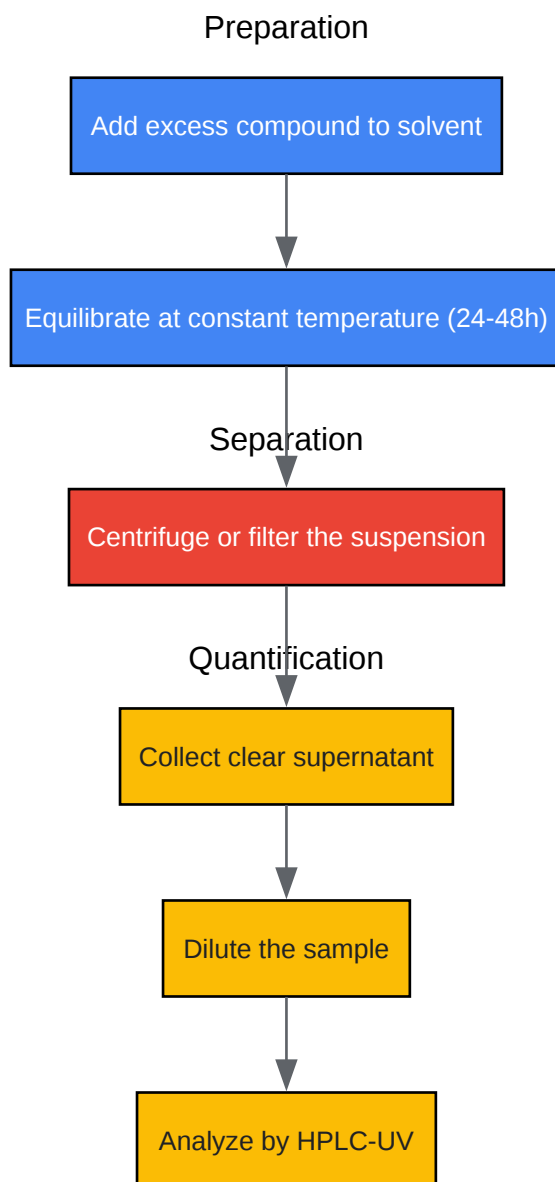 Preparation
Add excess compound to solvent
Equilibrate at constant temperature (24-48h)
Separation
Centrifuge or filter the suspension
Quantification
Collect clear supernatant
Dilute the sample
Analyze by HPLC-UV